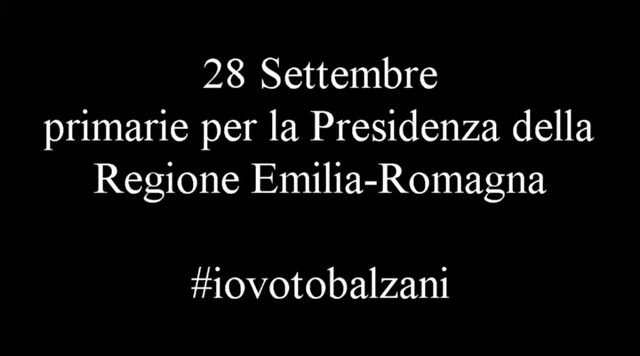 28 Settembre
primarie per la Presidenza della
Regione Emilia-Romagna
#iovotobalzani